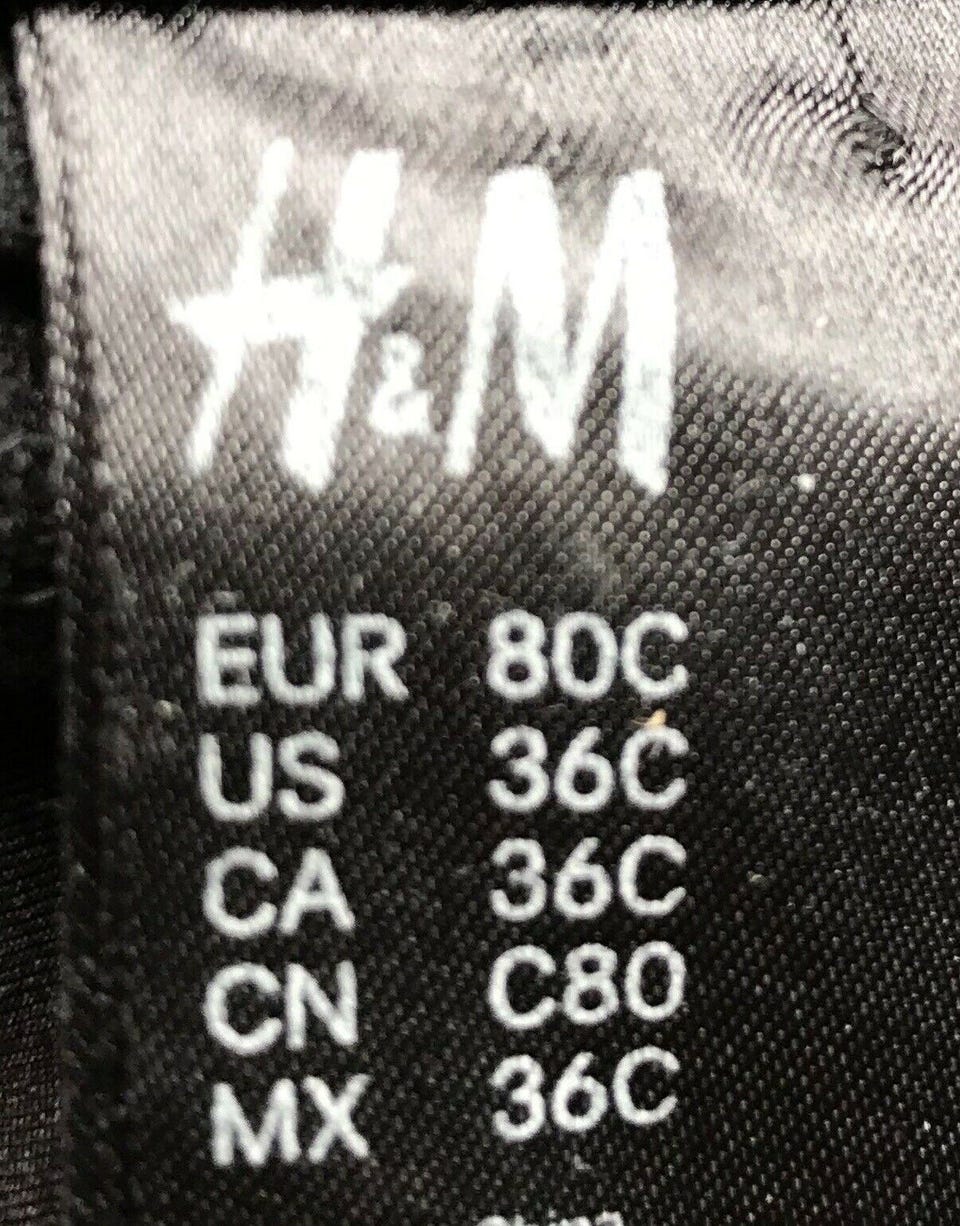 H&M
EUR 80C
US 36C
CA 36C
CN C80
MX 36C